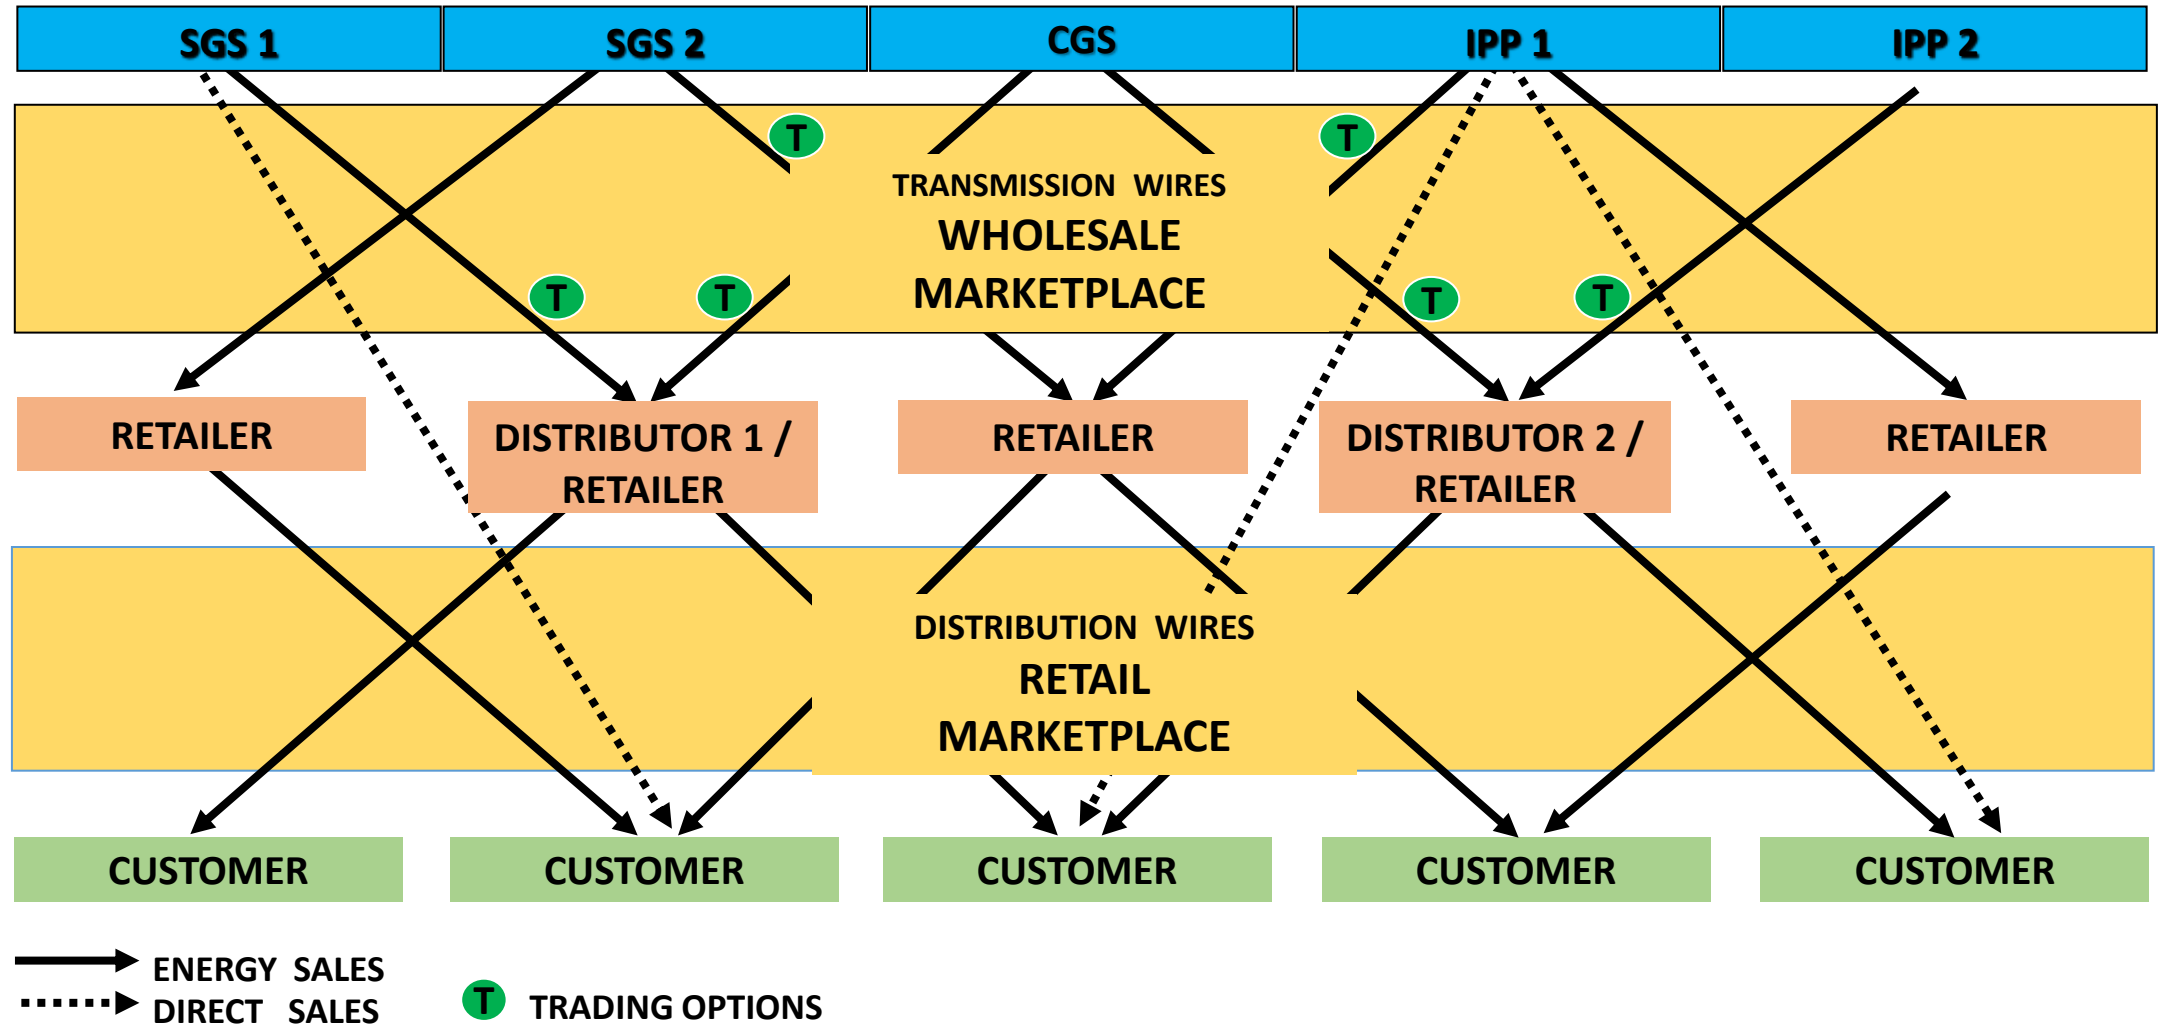 SGS 1
SGS 2
CGS
IPP 1
IPP 2
T
T
TRANSMISSION WIRES
WHOLESALE
MARKETPLACE
T
T
T
T
RETAILER
DISTRIBUTOR 1 /
RETAILER
RETAILER
DISTRIBUTOR 2 /
RETAILER
RETAILER
DISTRIBUTION WIRES
RETAIL
MARKETPLACE
CUSTOMER
CUSTOMER
CUSTOMER
CUSTOMER
CUSTOMER
ENERGY SALES
DIRECT SALES
T
TRADING OPTIONS